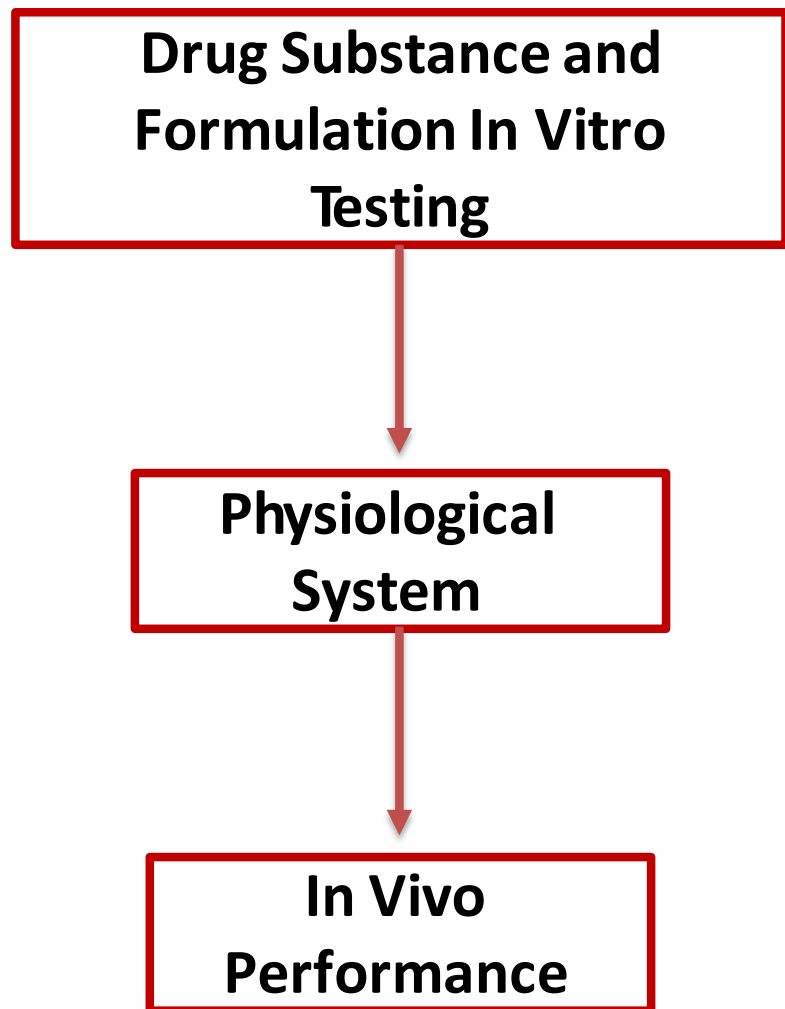 Drug Substance and
Formulation In Vitro
Testing
Physiological
System
In Vivo
Performance